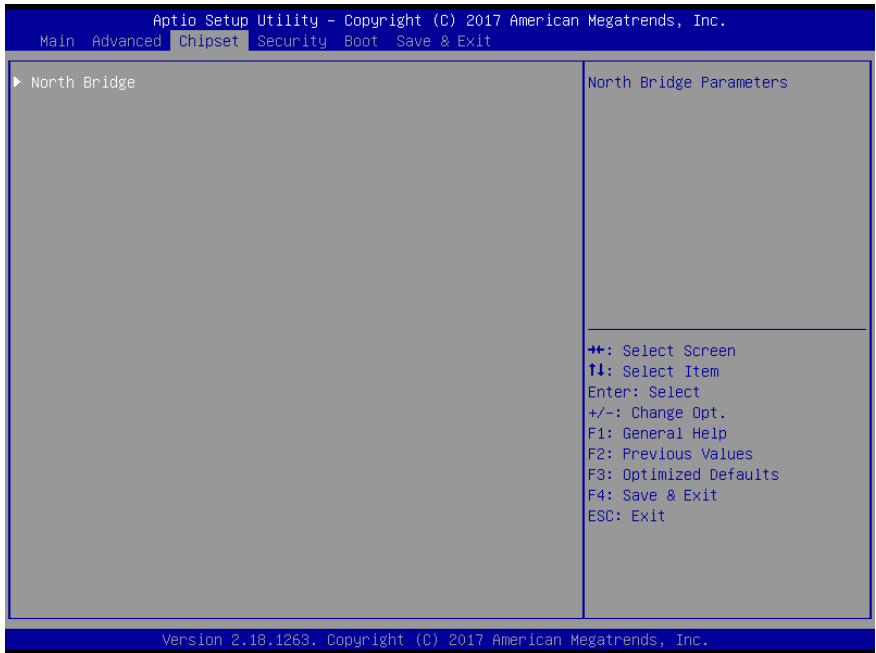 Aptio Setup Utility – Copyright (C) 2017 American Megatrends, Inc.
Main Advanced Chipset Security Boot Save & Exit
▶ North Bridge
North Bridge Parameters
→←: Select Screen
↑↓: Select Item
Enter: Select
+/-: Change Opt.
F1: General Help
F2: Previous Values
F3: Optimized Defaults
F4: Save & Exit
ESC: Exit
Version 2.18.1263. Copyright (C) 2017 American Megatrends, Inc.